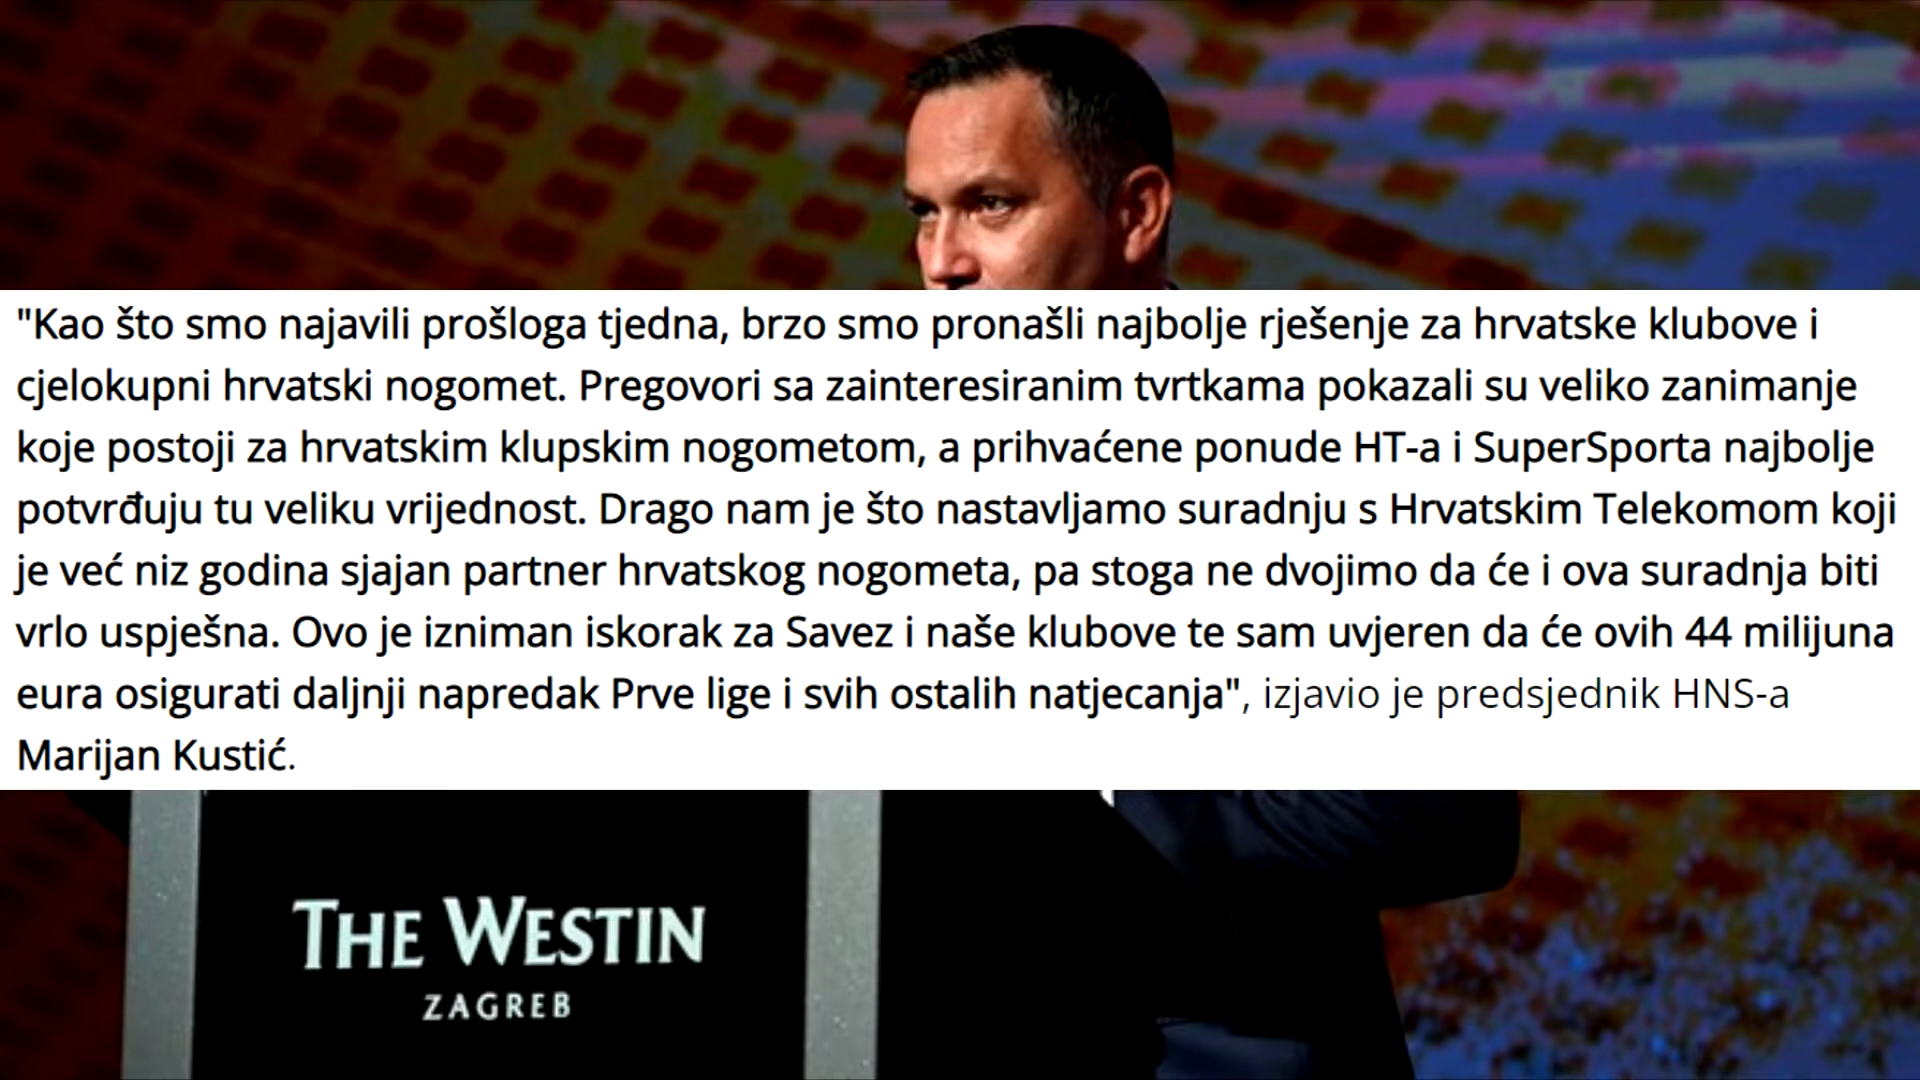 "Kao što smo najavili prošloga tjedna, brzo smo pronašli najbolje rješenje za hrvatske klubove i
cjelokupni hrvatski nogomet. Pregovori sa zainteresiranim tvrtkama pokazali su veliko zanimanje
koje postoji za hrvatskim klupskim nogometom, a prihvaćene ponude HT-a i SuperSporta najbolje
potvrđuju tu veliku vrijednost. Drago nam je što nastavljamo suradnju s Hrvatskim Telekomom koji
je već niz godina sjajan partner hrvatskog nogometa, pa stoga ne dvojimo da će i ova suradnja biti
vrlo uspješna. Ovo je izniman iskorak za Savez i naše klubove te sam uvjeren da će ovih 44 milijuna
eura osigurati daljnji napredak Prve lige i svih ostalih natjecanja", izjavio je predsjednik HNS-a
Marijan Kustić.
THE WESTIN
ZAGREB